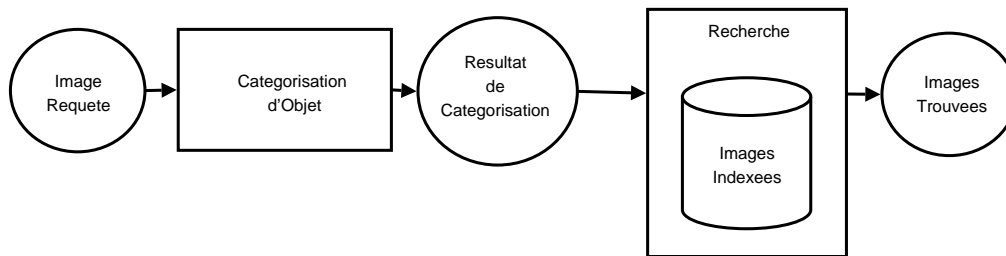 Image
Requete
Categorisation
d'Objet
Resultat
de
Categorisation
Recherche
Images
Indexees
Images
Trouvees